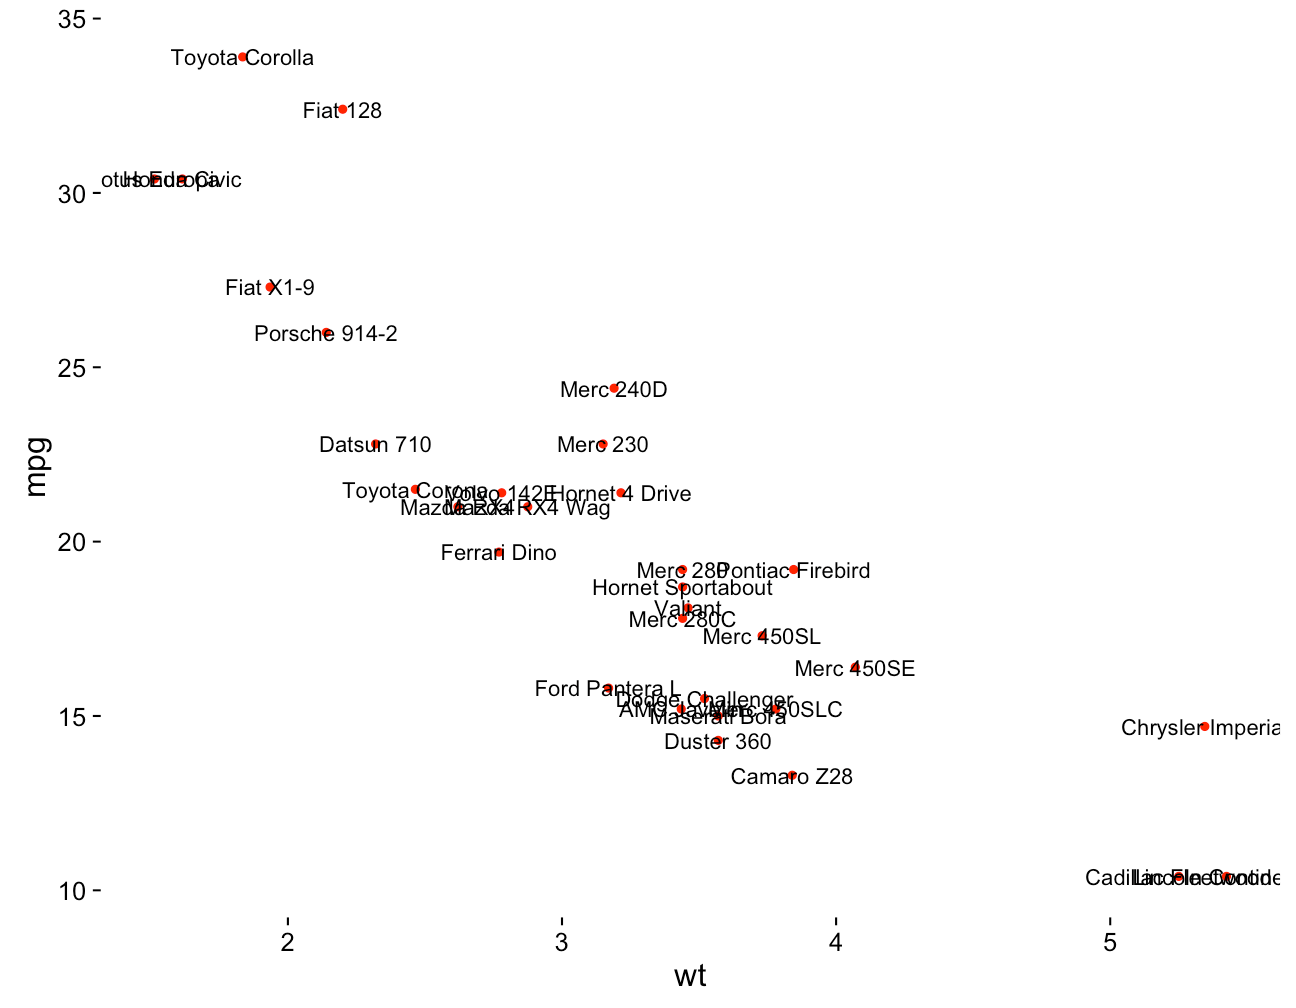 35
Toyota Corolla
Fiat 128
30
otus Europa
Honda Civic
Fiat X1-9
Porsche 914-2
25
Merc 240D
mpg
Datsun 710
Merc 230
Toyota Corona
Volvo 142E
Hornet 4 Drive
Mazda RX4
Mazda RX4 Wag
20
Ferrari Dino
Merc 280
Pontiac Firebird
Hornet Sportabout
Valiant
Merc 280C
Merc 450SL
Merc 450SE
Ford Pantera L
Dodge Challenger
AMC Javelin
Merc 450SLC
15
Maserati Bora
Chrysler Imperia
Duster 360
Camaro Z28
10
Cadillac Fleetwood
Lincoln Contine
2 3 4 5
wt